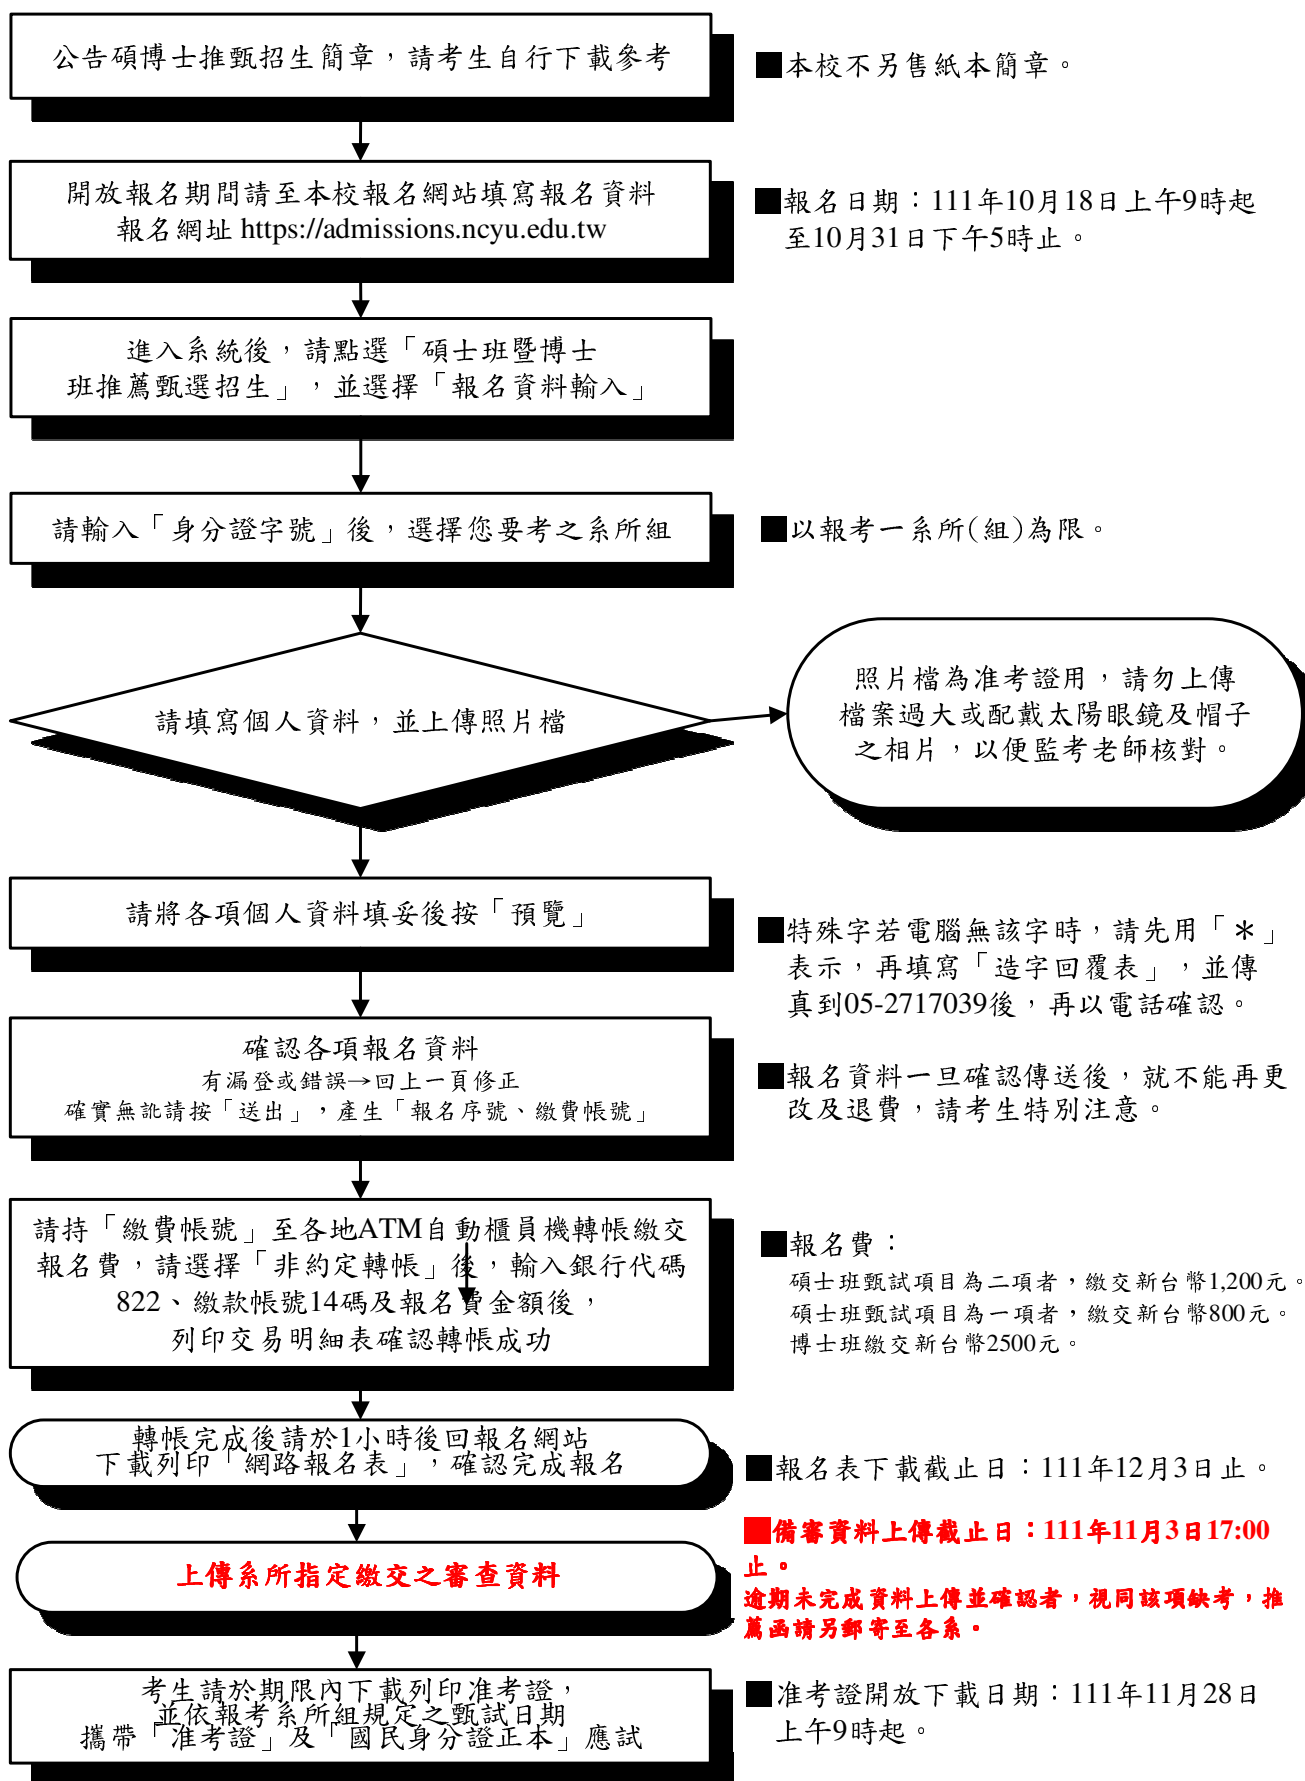 公告碩博士推甄招生簡章，請考生自行下載參考
■本校不另售紙本簡章。
開放報名期間請至本校報名網站填寫報名資料
報名網址 https://admissions.ncyu.edu.tw
■報名日期：111年10月18日上午9時起
至10月31日下午5時止。
進入系統後，請點選「碩士班暨博士
班推薦甄選招生」，並選擇「報名資料輸入」
請輸入「身分證字號」後，選擇您要考之系所組
■以報考一系所(組)為限。
請填寫個人資料，並上傳照片檔
照片檔為准考證用，請勿上傳
檔案過大或配戴太陽眼鏡及帽子
之相片，以便監考老師核對。
請將各項個人資料填妥後按「預覽」
■特殊字若電腦無該字時，請先用「＊」
表示，再填寫「造字回覆表」，並傳
真到05-2717039後，再以電話確認。
確認各項報名資料
有漏登或錯誤→回上一頁修正
確實無訛請按「送出」，產生「報名序號、繳費帳號」
■報名資料一旦確認傳送後，就不能再更
改及退費，請考生特別注意。
請持「繳費帳號」至各地ATM自動櫃員機轉帳繳交
報名費，請選擇「非約定轉帳」後，輸入銀行代碼
822、繳款帳號14碼及報名費金額後，
列印交易明細表確認轉帳成功
■報名費：
碩士班甄試項目為二項者，繳交新台幣1,200元。
碩士班甄試項目為一項者，繳交新台幣800元。
博士班繳交新台幣2500元。
轉帳完成後請於1小時後回報名網站
下載列印「網路報名表」，確認完成報名
■報名表下載截止日：111年12月3日止。
上傳系所指定繳交之審查資料
■備審資料上傳截止日：111年11月3日17:00
止。
逾期未完成資料上傳並確認者，視同該項缺考，推
薦函請另郵寄至各系。
考生請於期限內下載列印准考證，
並依報考系所組規定之甄試日期
攜帶「准考證」及「國民身分證正本」應試
■准考證開放下載日期：111年11月28日
上午9時起。